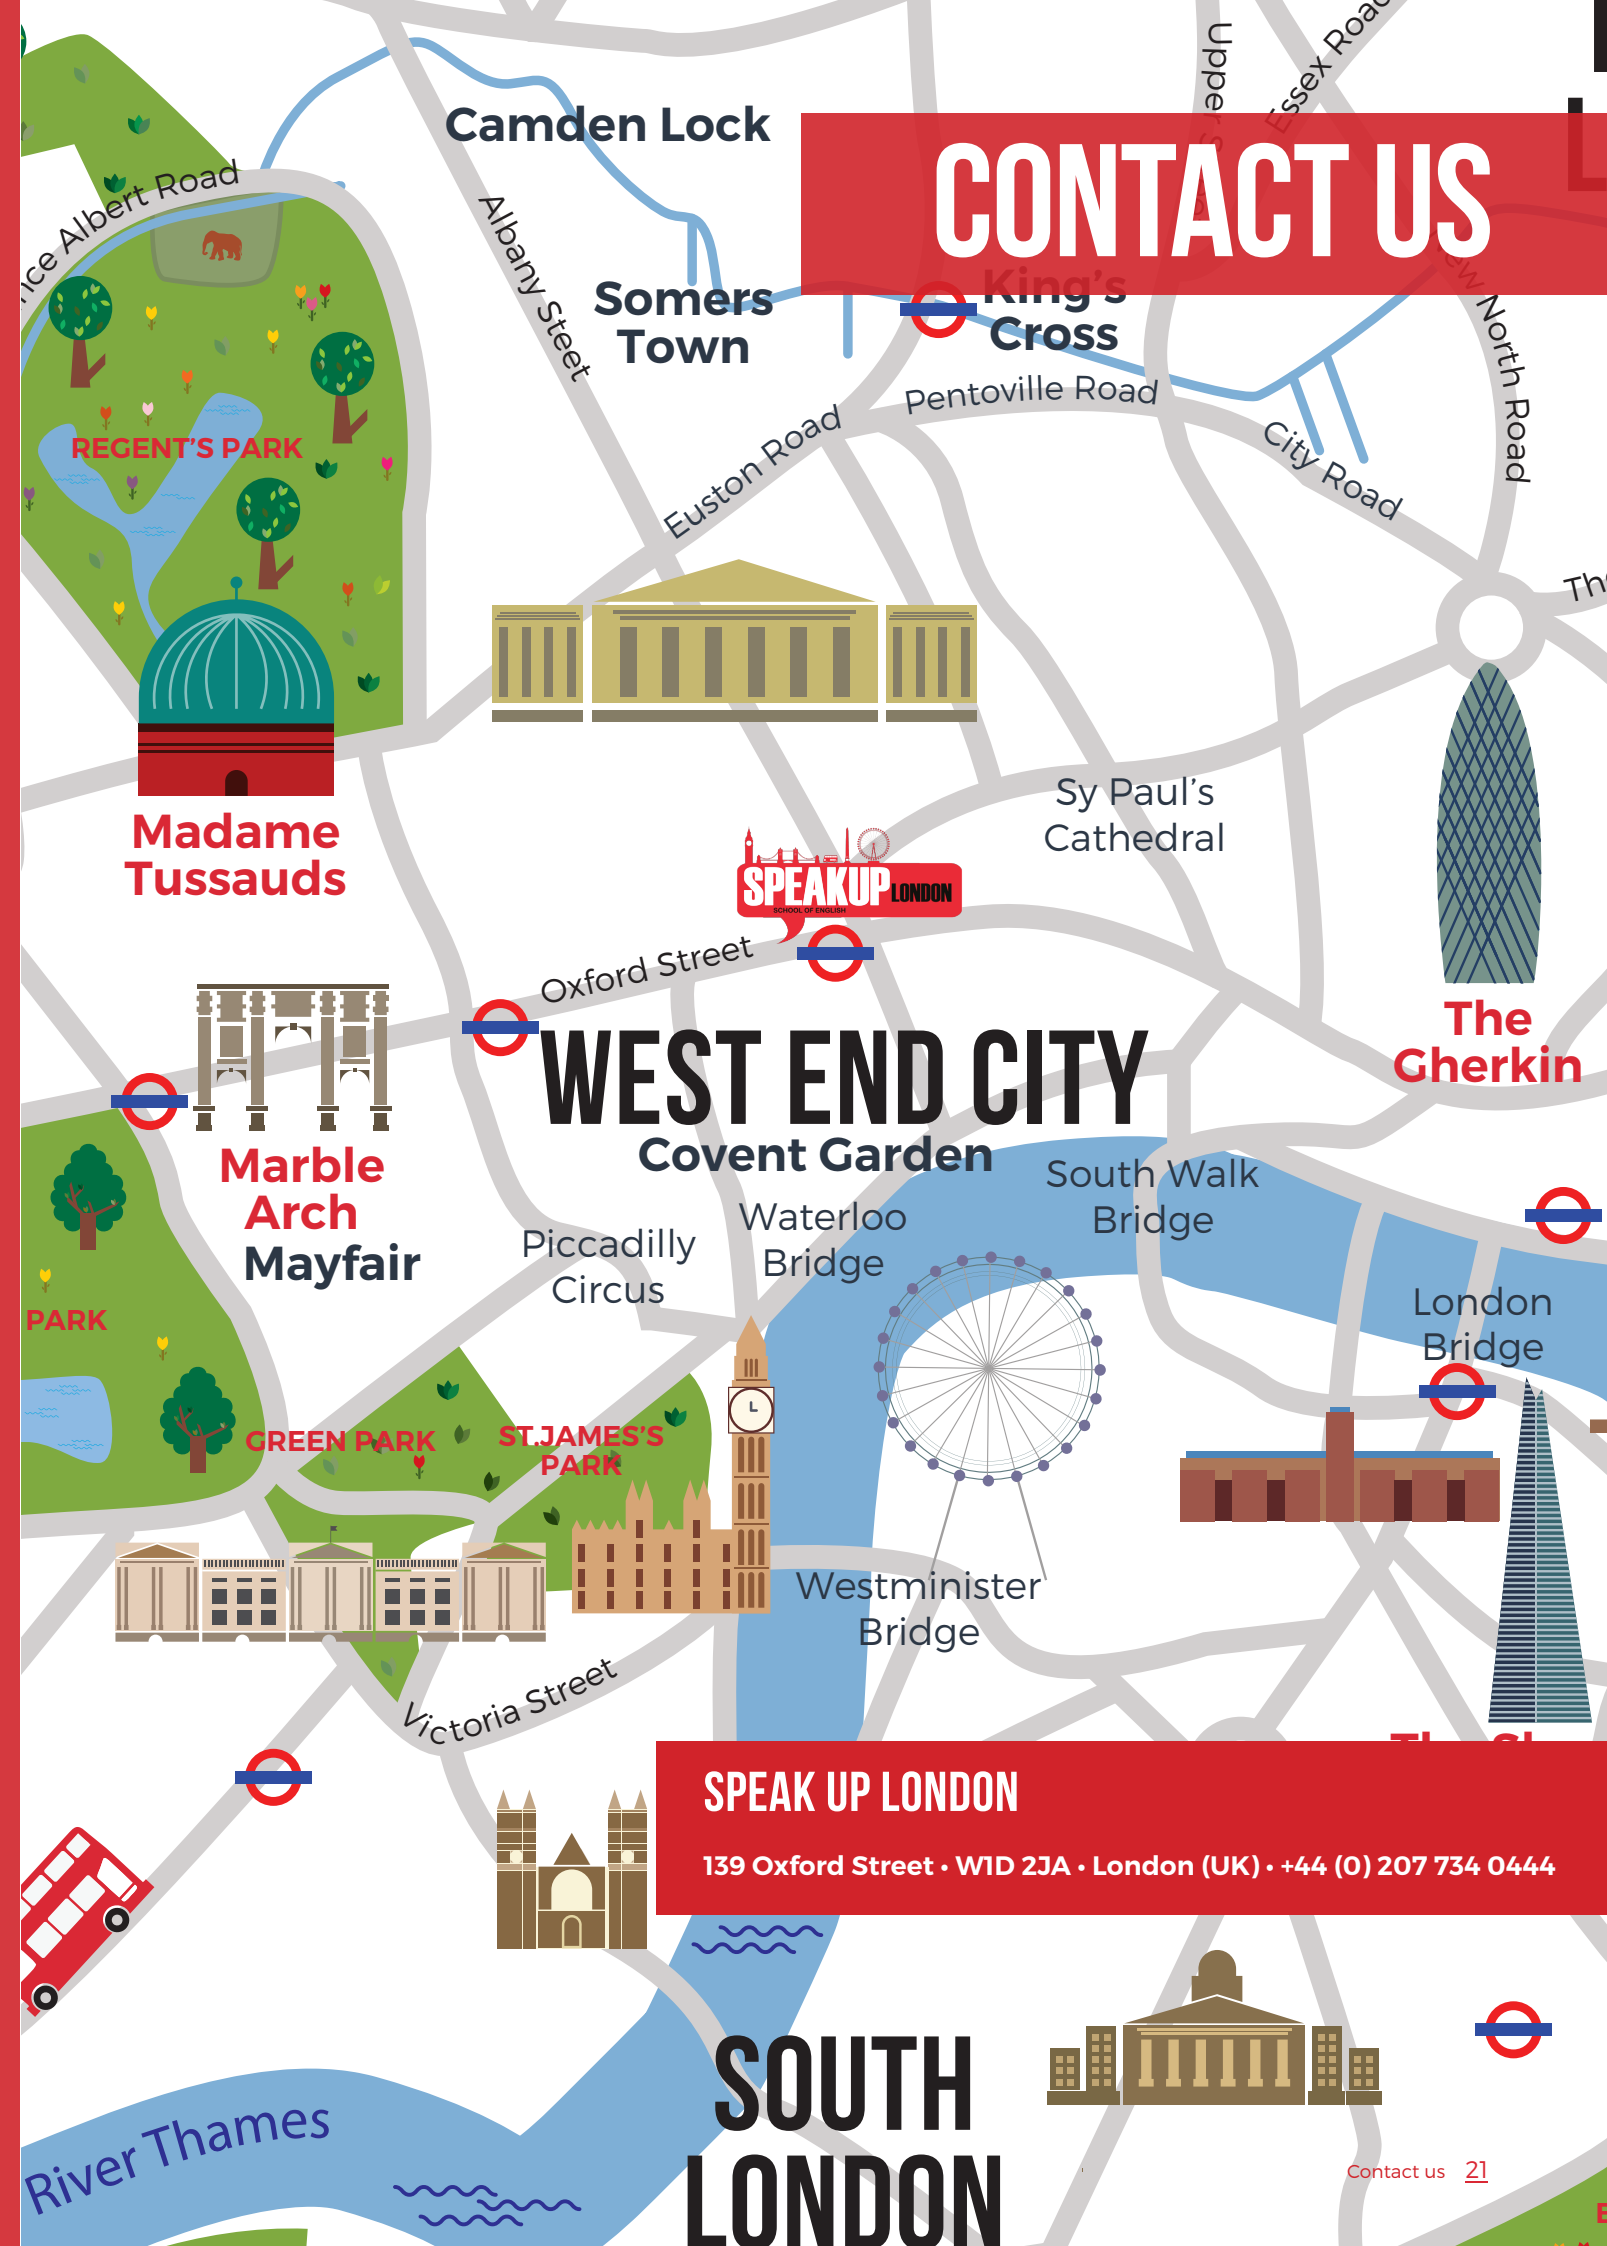 Essex Road
Upper S
Camden Lock
CONTACT US
nce Albert Road
Albany Steet
Somers
Town
King's
Cross
New North Road
Pentoville Road
Euston Road
City Road
REGENT'S PARK
The
Sy Paul's
Cathedral
Madame
Tussauds
SPEAKUP LONDON
SCHOOL OF ENGLISH
Oxford Street
The
Gherkin
WEST END CITY
Covent Garden
Marble
Arch
Mayfair
South Walk
Bridge
Waterloo
Bridge
Piccadilly
Circus
PARK
London
Bridge
GREEN PARK
ST.JAMES'S
PARK
Westminister
Bridge
Victoria Street
SPEAK UP LONDON
139 Oxford Street • W1D 2JA • London (UK) • +44 (0) 207 734 0444
SOUTH
LONDON
River Thames
Contact us 21